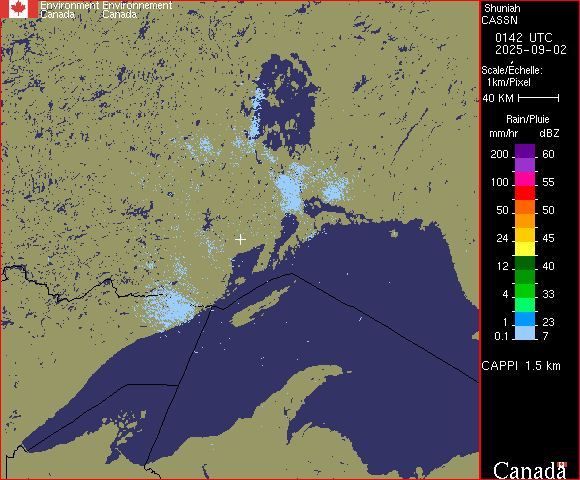 Environment Environnement
Canada Canada
Shuniah
CASSN
0142 UTC
2025-09-02
Scale/Échelle:
1km/Pixel
40 KM
Rain/Pluie
mm/hr dBZ
200 60
100 55
50 50
24 45
12 40
4 33
1 23
0.1 7
CAPPI 1.5 km
Canada